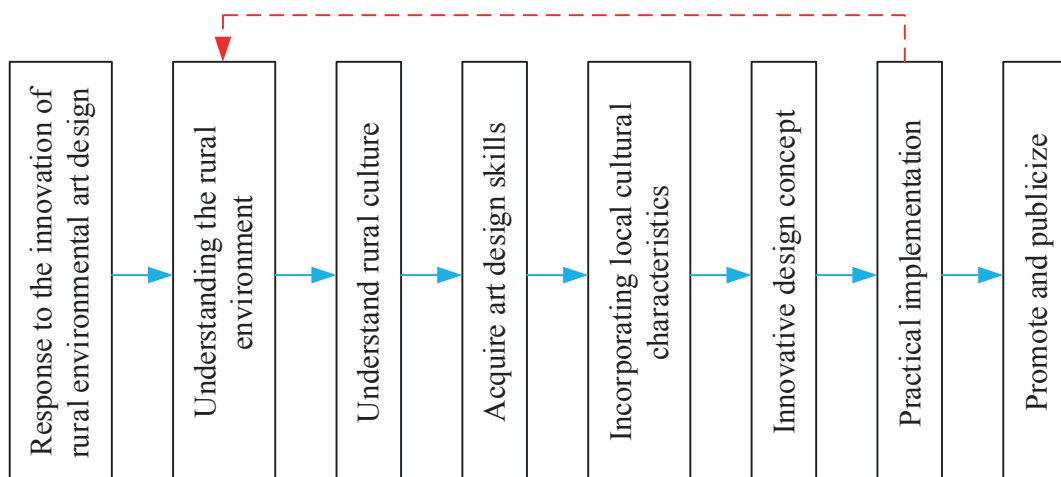 Response to the innovation of
rural environmental art design
Understanding the rural
environment
Understand rural culture
Acquire art design skills
Incorporating local cultural
characteristics
Innovative design concept
Practical implementation
Promote and publicize